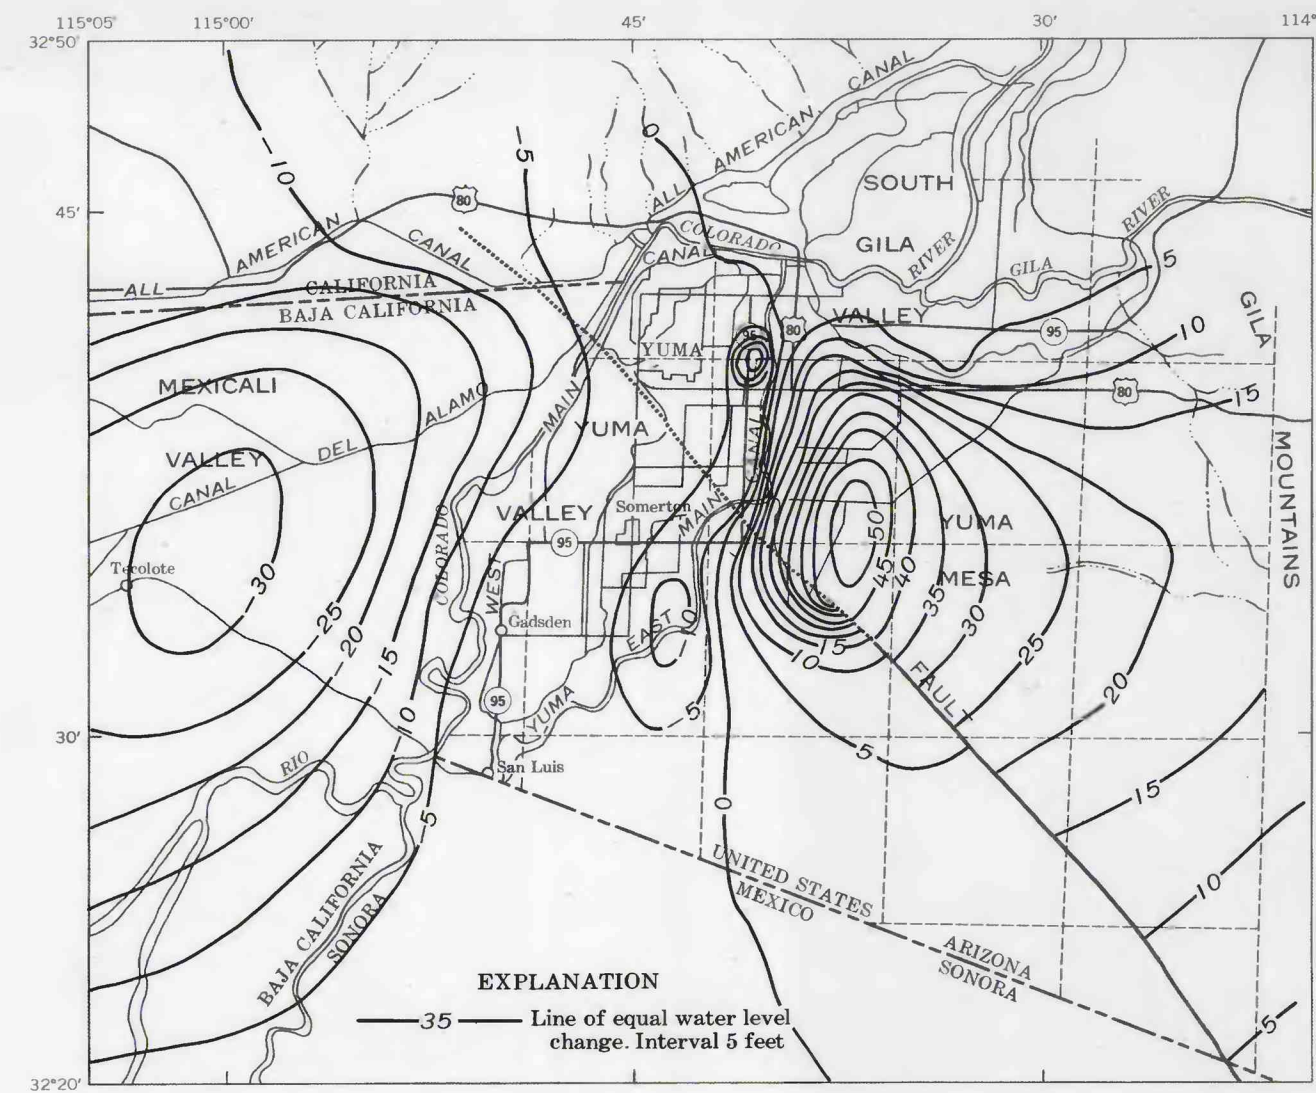 115°05' 115°00' 45' 30' 114°
32°50'
-10
-5
0
ALL AMERICAN CANAL
SOUTH
80
45'
COLORADO
RIVER
GILA
RIVER
AMERICAN
CANAL
CANAL
GILA
5
ALL
CALIFORNIA
BAJA CALIFORNIA
GILA
VALLEY
95
80
95
10
YUMA
MEXICALI
ALAMO
80
15
MAIN
YUMA
CANAL
MOUNTAINS
VALLEY
DEL
CANAL
VALLEY
Somerton
MAIN
50
YUMA
COLORADO
95
Tecolote
WEST
45
40
MESA
-30
35
-25
Gadsden
EAST
-10
30
-20
15
25
-15
10
FAULT
20
95
YUMA
-5
-10
5
30'
RIO
San Luis
15
0
-5
UNITED STATES
MEXICO
10
BAJA CALIFORNIA
SONORA
ARIZONA
SONORA
EXPLANATION
35 Line of equal water level
change. Interval 5 feet
5
32°20'